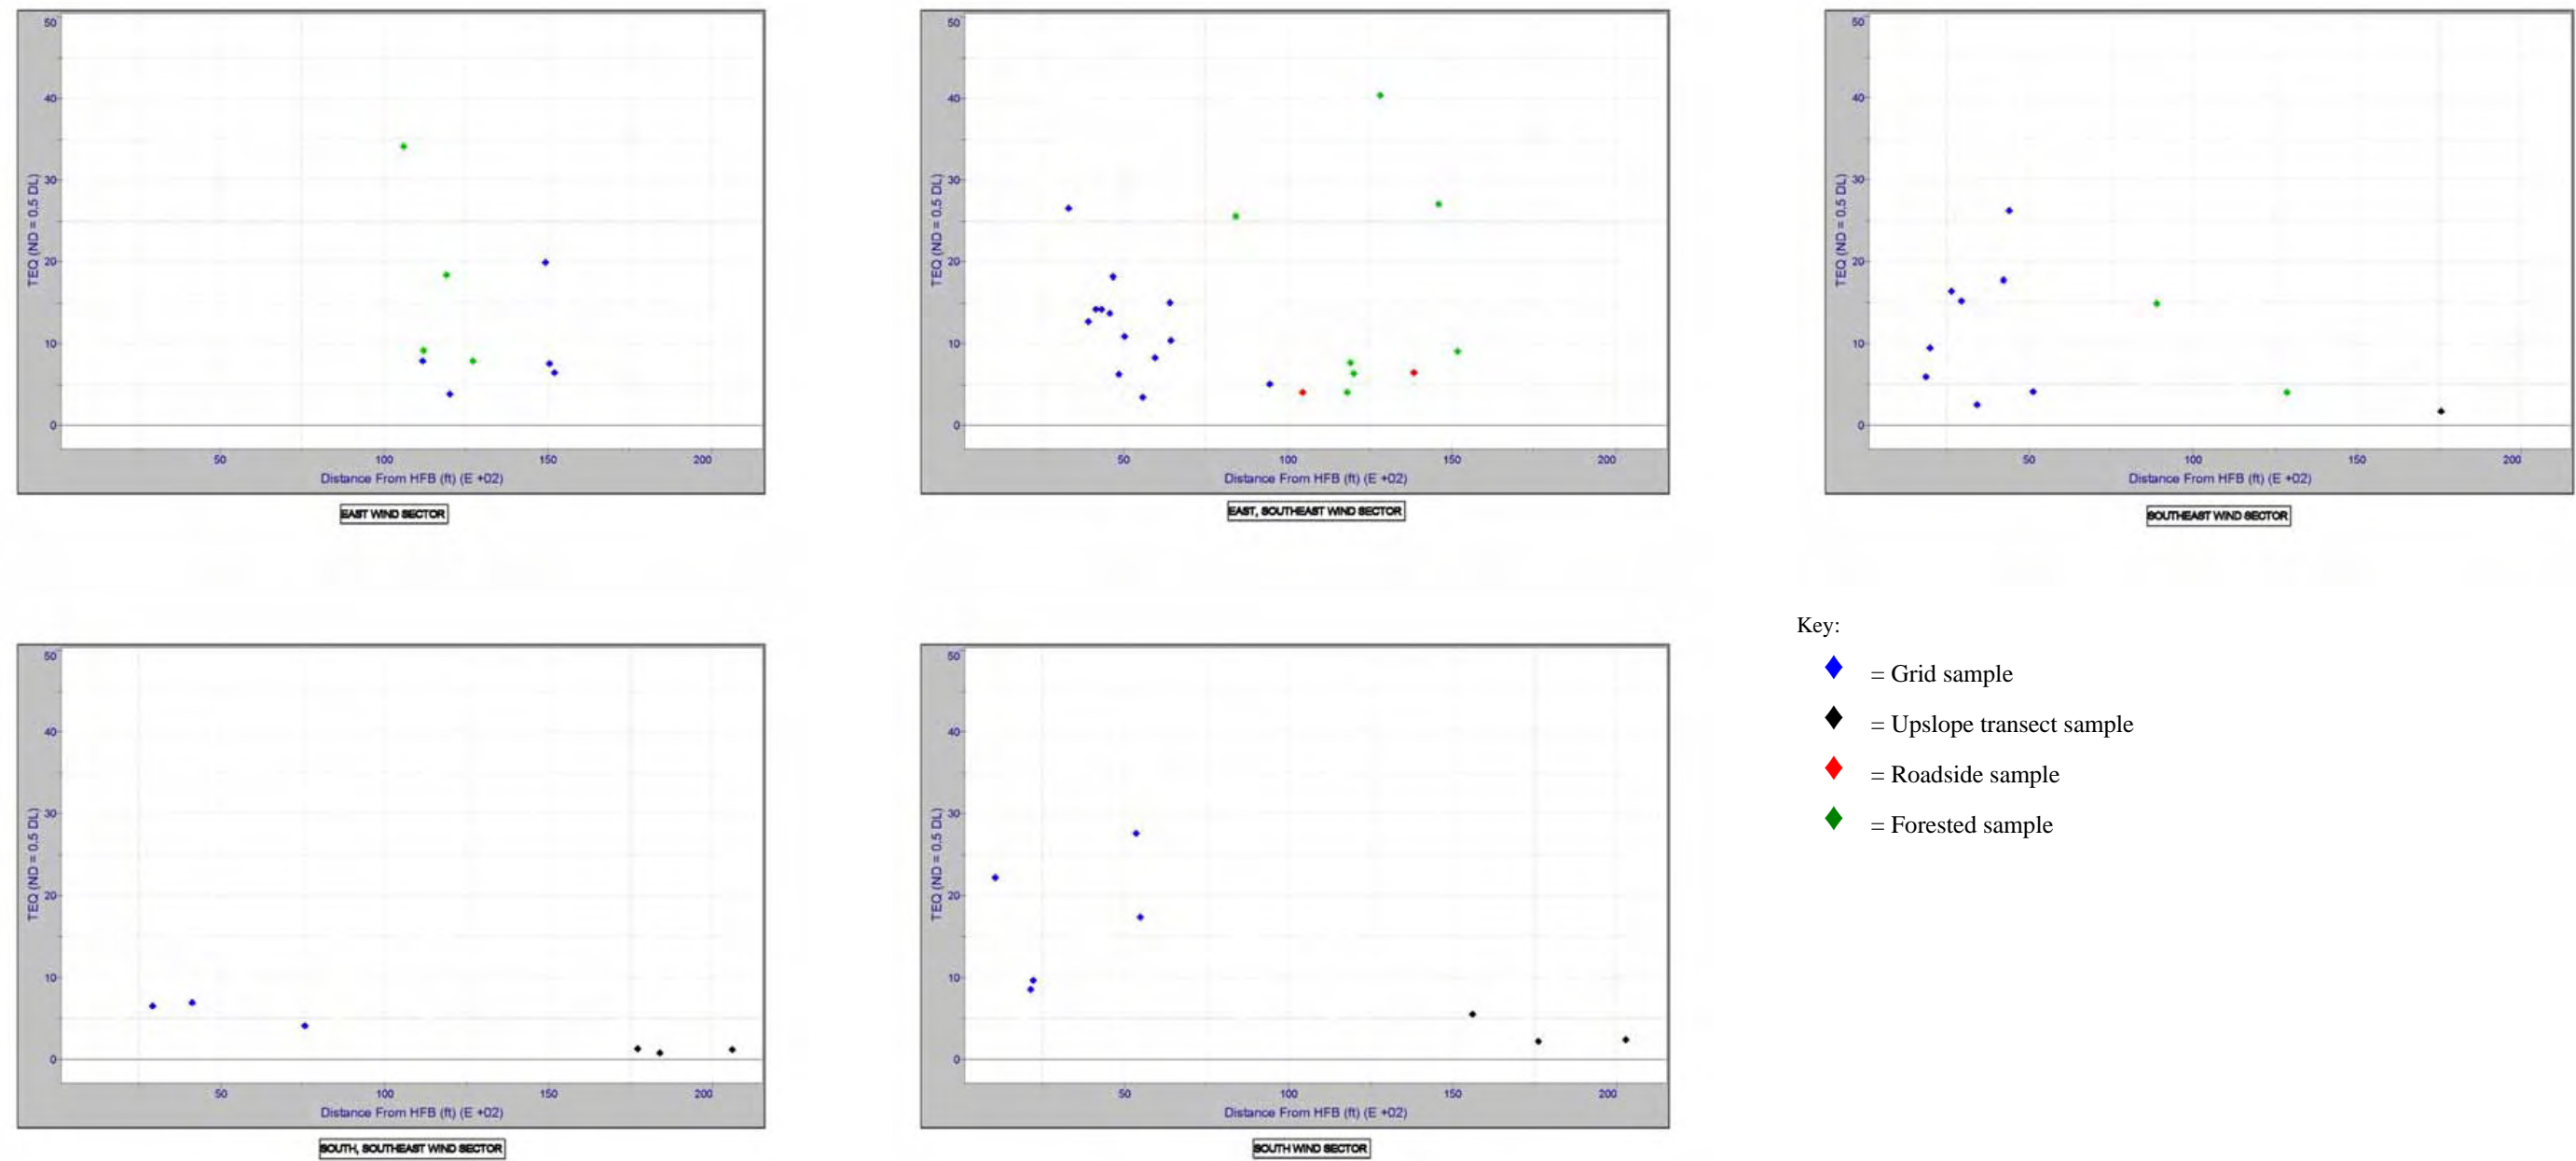 50
40
30
20
10
0
TEQ (ND = 0.5 DL)
50 100 150 200
Distance From HFB (ft) (E +02)
EAST WIND SECTOR
50
40
30
20
10
0
TEQ (ND = 0.5 DL)
50 100 150 200
Distance From HFB (ft) (E +02)
EAST, SOUTHEAST WIND SECTOR
50
40
30
20
10
0
TEQ (ND = 0.5 DL)
50 100 150 200
Distance From HFB (ft) (E +02)
SOUTHEAST WIND SECTOR
50
40
30
20
10
0
TEQ (ND = 0.5 DL)
50 100 150 200
Distance From HFB (ft) (E +02)
SOUTH, SOUTHEAST WIND SECTOR
50
40
30
20
10
0
TEQ (ND = 0.5 DL)
50 100 150 200
Distance From HFB (ft) (E +02)
SOUTH WIND SECTOR
Key:
= Grid sample
= Upslope transect sample
= Roadside sample
= Forested sample